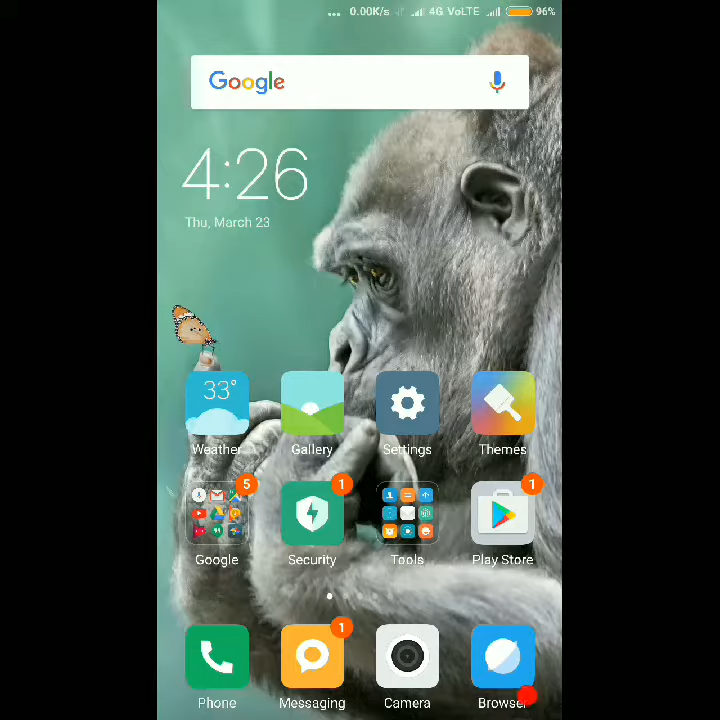 ... 0.00K/s 4G VoLTE 96%
Google
4:26
Thu, March 23
33°
Weather
Gallery
Settings
Themes
5
1
1
Google
Security
Tools
Play Store
1
Phone
Messaging
Camera
Browser